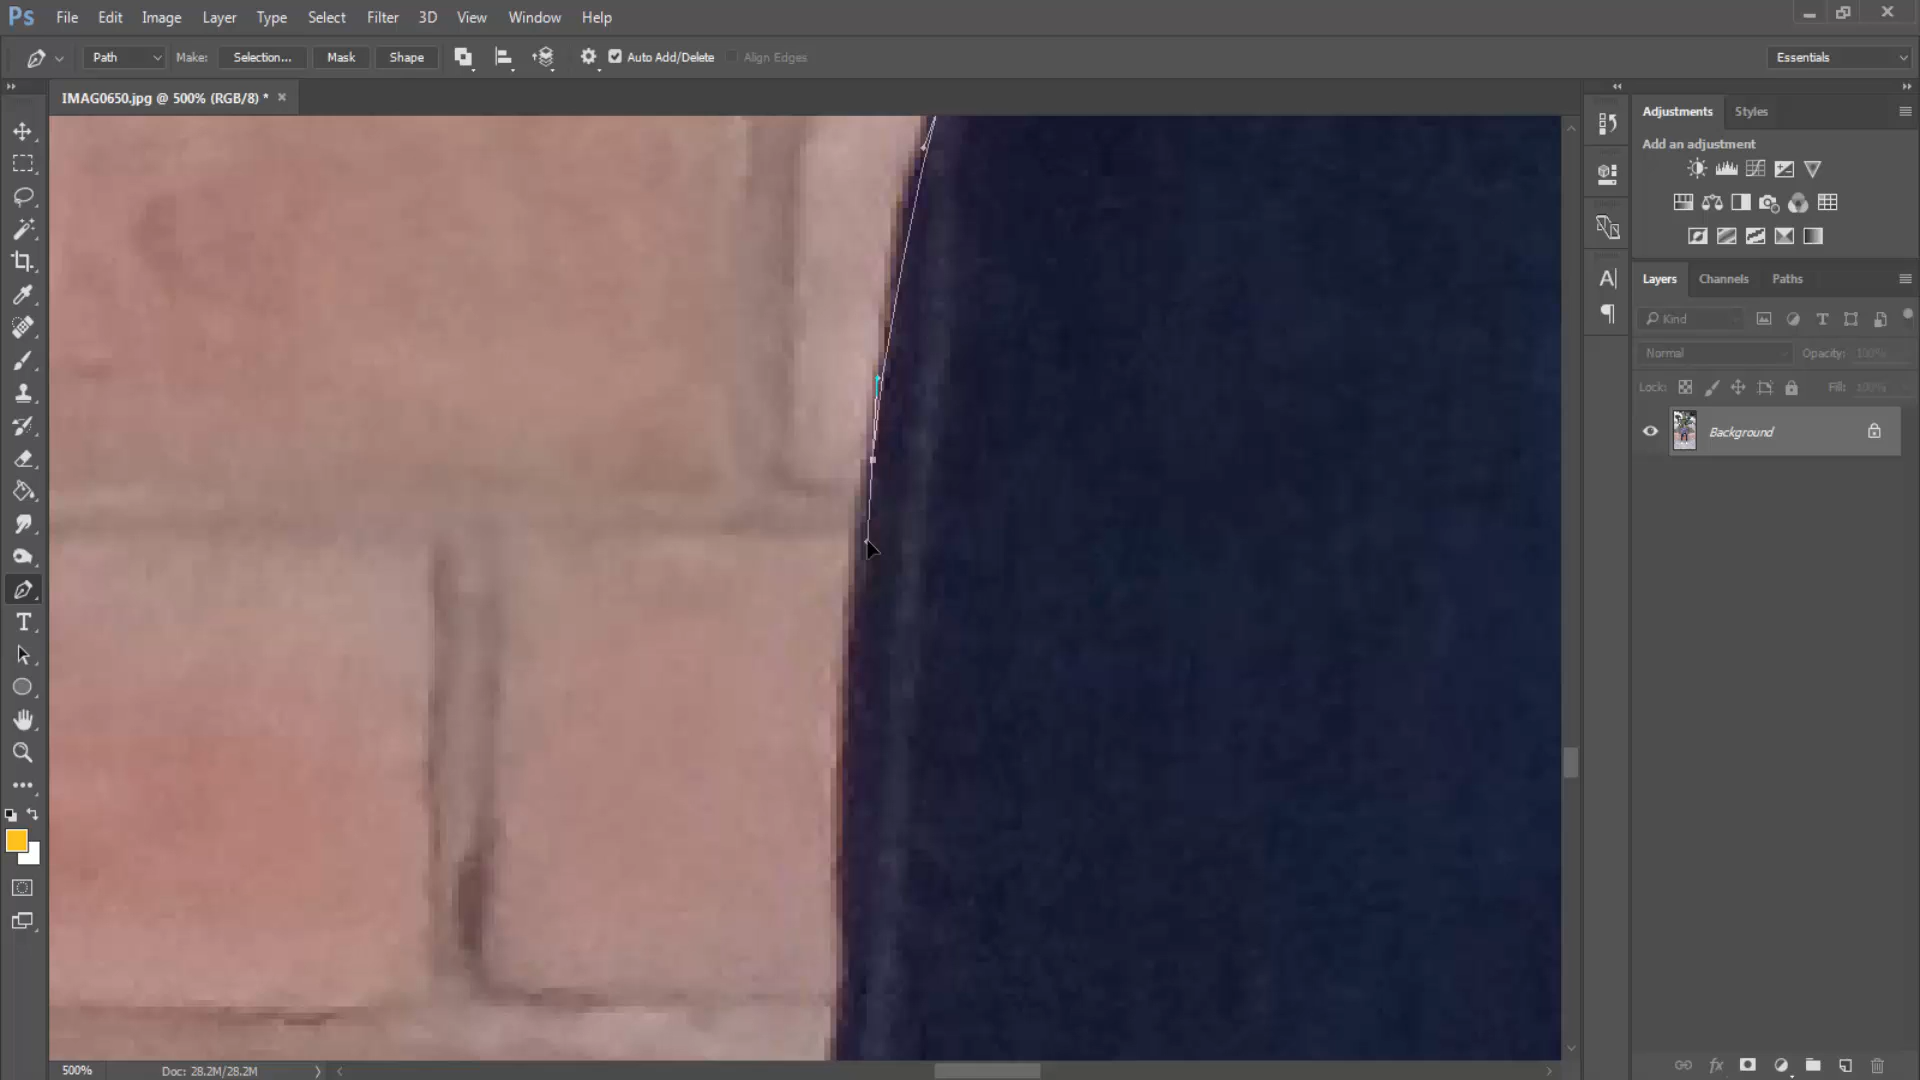 Ps File Edit Image Layer Type Select Filter 3D View Window Help
Path Make: Selection... Mask Shape Auto Add/Delete Align Edges Essentials
IMAG0650.jpg @ 500% (RGB/8) * ×
Adjustments Styles
Add an adjustment
Layers Channels Paths
Kind
Normal Opacity: 100%
Lock: Fill: 100%
Background
500% Doc: 28.2M/28.2M